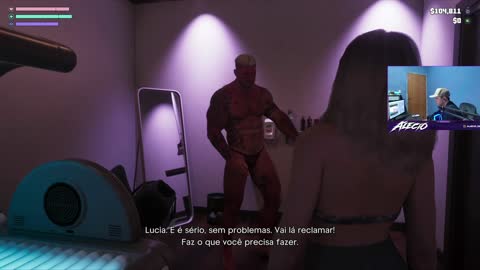 $104,811
$0
ALECIO
Lucia: E é sério, sem problemas. Vai lá reclamar!
Faz o que você precisa fazer.